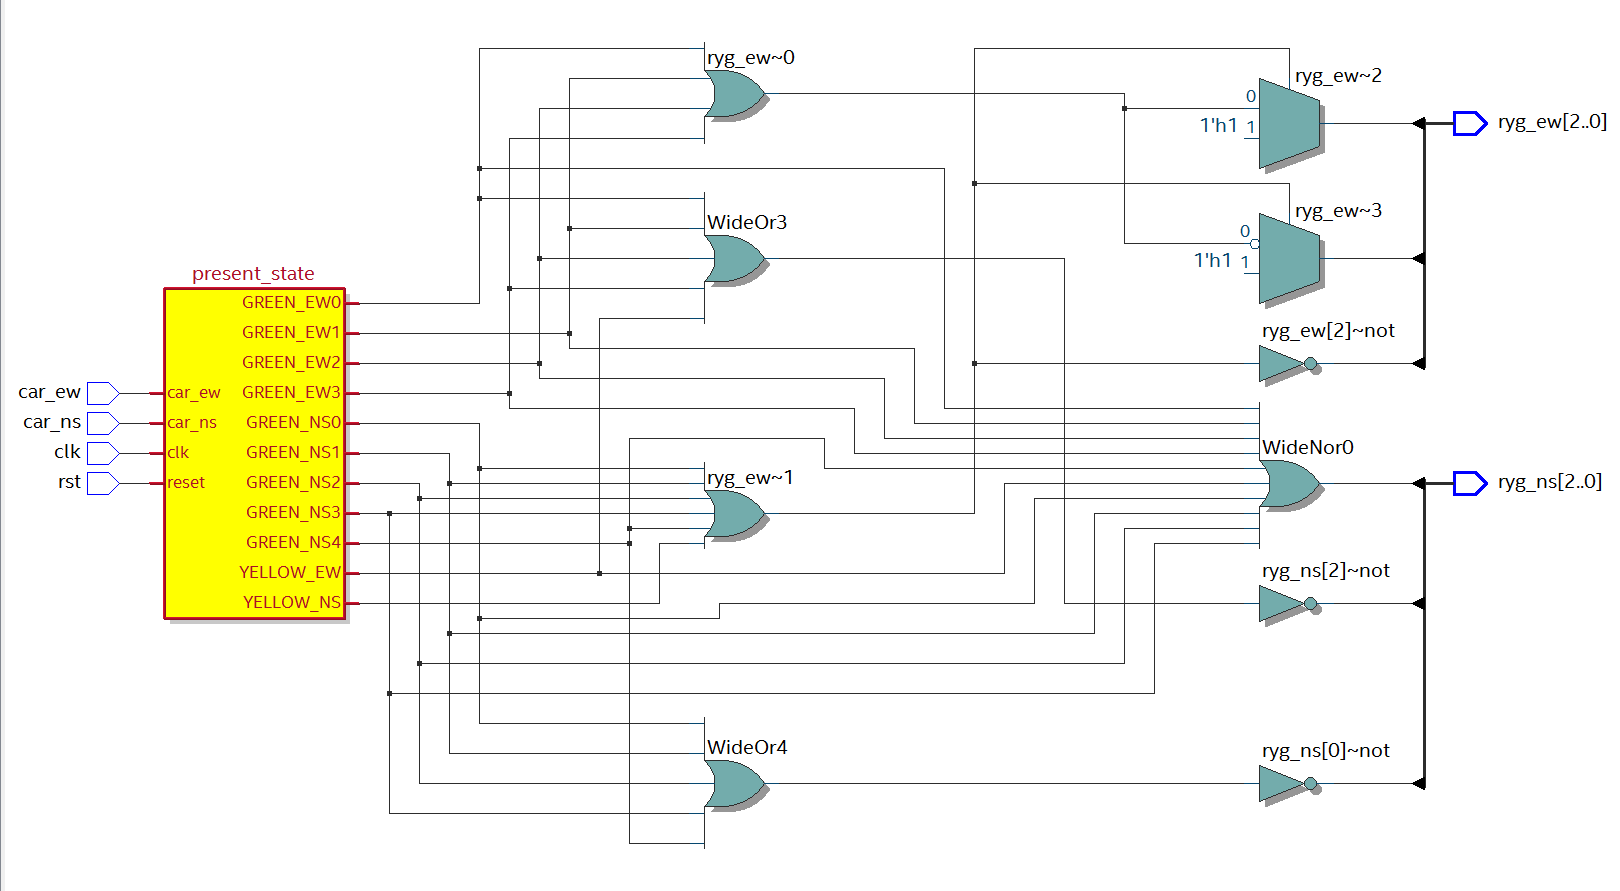 ryg_ew~0
ryg_ew~2
0
1'h1 1
ryg_ew[2..0]
WideOr3
ryg_ew~3
0
1'h1 1
present_state
GREEN_EW0
GREEN_EW1
GREEN_EW2
car_ew car_ew GREEN_EW3
car_ns car_ns GREEN_NS0
clk clk GREEN_NS1
rst reset GREEN_NS2
GREEN_NS3
GREEN_NS4
YELLOW_EW
YELLOW_NS
ryg_ew[2]~not
WideNor0
ryg_ew~1
ryg_ns[2..0]
ryg_ns[2]~not
WideOr4
ryg_ns[0]~not